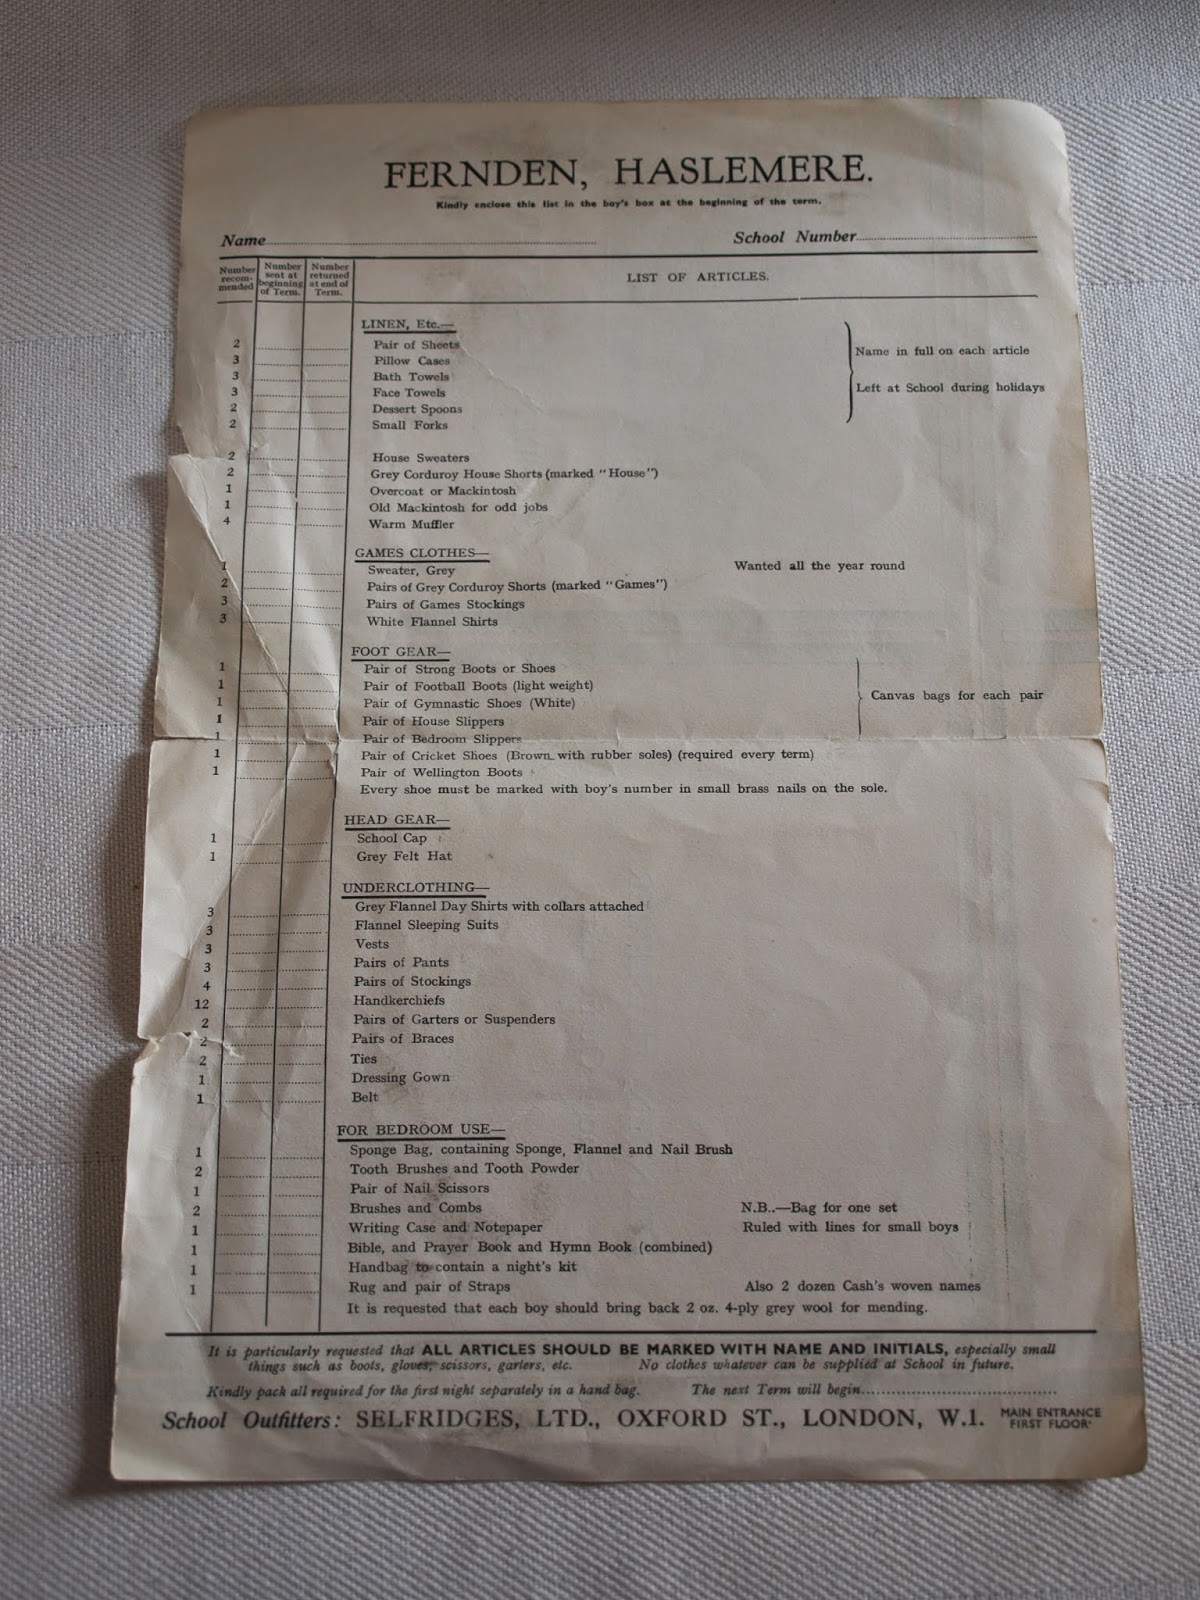 FERNDEN, HASLEMERE.
Kindly enclose this list in the boy's box at the beginning of the term.
Name School Number
Number recom-mended Number sent at beginning of Term. Number returned at end of Term. LIST OF ARTICLES.
LINEN, Etc.—
2 Pair of Sheets
3 Pillow Cases Name in full on each article
3 Bath Towels
3 Face Towels Left at School during holidays
2 Dessert Spoons
2 Small Forks
2 House Sweaters
2 Grey Corduroy House Shorts (marked "House")
1 Overcoat or Mackintosh
1 Old Mackintosh for odd jobs
4 Warm Muffler
GAMES CLOTHES—
1 Sweater, Grey Wanted all the year round
2 Pairs of Grey Corduroy Shorts (marked "Games")
3 Pairs of Games Stockings
3 White Flannel Shirts
FOOT GEAR—
1 Pair of Strong Boots or Shoes
1 Pair of Football Boots (light weight)
1 Pair of Gymnastic Shoes (White) Canvas bags for each pair
1 Pair of House Slippers
1 Pair of Bedroom Slippers
1 Pair of Cricket Shoes (Brown with rubber soles) (required every term)
1 Pair of Wellington Boots
Every shoe must be marked with boy's number in small brass nails on the sole.
HEAD GEAR—
1 School Cap
1 Grey Felt Hat
UNDERCLOTHING—
3 Grey Flannel Day Shirts with collars attached
3 Flannel Sleeping Suits
3 Vests
3 Pairs of Pants
4 Pairs of Stockings
12 Handkerchiefs
2 Pairs of Garters or Suspenders
2 Pairs of Braces
2 Ties
1 Dressing Gown
1 Belt
FOR BEDROOM USE—
1 Sponge Bag, containing Sponge, Flannel and Nail Brush
2 Tooth Brushes and Tooth Powder
1 Pair of Nail Scissors
2 Brushes and Combs N.B..—Bag for one set
1 Writing Case and Notepaper Ruled with lines for small boys
1 Bible, and Prayer Book and Hymn Book (combined)
1 Handbag to contain a night's kit
1 Rug and pair of Straps Also 2 dozen Cash's woven names
It is requested that each boy should bring back 2 oz. 4-ply grey wool for mending.
It is particularly requested that ALL ARTICLES SHOULD BE MARKED WITH NAME AND INITIALS, especially small
things such as boots, gloves, scissors, garters, etc. No clothes whatever can be supplied at School in future.
Kindly pack all required for the first night separately in a hand bag. The next Term will begin
School Outfitters: SELFRIDGES, LTD., OXFORD ST., LONDON, W.1. MAIN ENTRANCE FIRST FLOOR